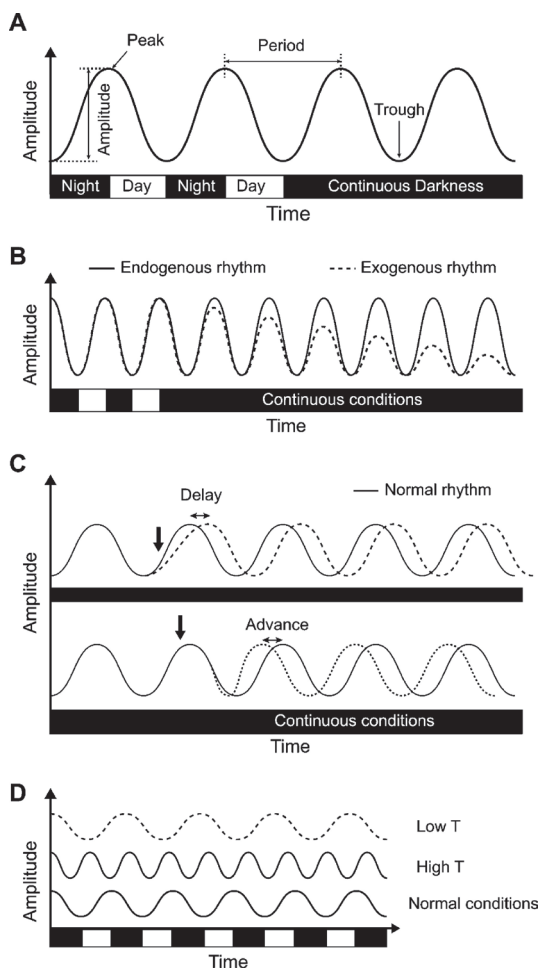 A
Peak
Period
Amplitude
Amplitude
Trough
Night Day Night Day Continuous Darkness
Time
B
Endogenous rhythm Exogenous rhythm
Amplitude
Continuous conditions
Time
C
Delay Normal rhythm
Amplitude
Advance
Continuous conditions
Time
D
Low T
High T
Amplitude
Normal conditions
Time